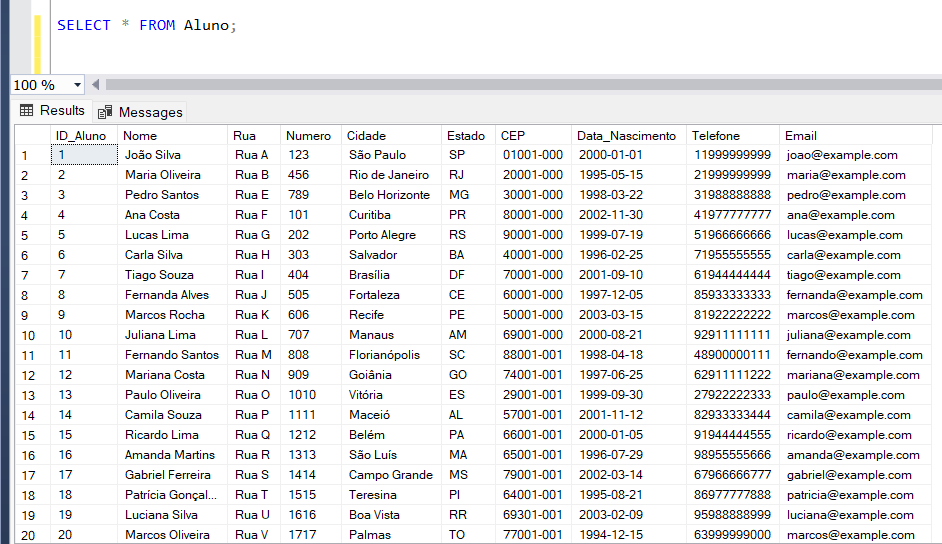 SELECT * FROM Aluno;
100 %
Results Messages
ID_Aluno Nome Rua Numero Cidade Estado CEP Data_Nascimento Telefone Email
1 1 João Silva Rua A 123 São Paulo SP 01001-000 2000-01-01 11999999999 joao@example.com
2 2 Maria Oliveira Rua B 456 Rio de Janeiro RJ 20001-000 1995-05-15 21999999999 maria@example.com
3 3 Pedro Santos Rua E 789 Belo Horizonte MG 30001-000 1998-03-22 31988888888 pedro@example.com
4 4 Ana Costa Rua F 101 Curitiba PR 80001-000 2002-11-30 41977777777 ana@example.com
5 5 Lucas Lima Rua G 202 Porto Alegre RS 90001-000 1999-07-19 51966666666 lucas@example.com
6 6 Carla Silva Rua H 303 Salvador BA 40001-000 1996-02-25 71955555555 carla@example.com
7 7 Tiago Souza Rua I 404 Brasília DF 70001-000 2001-09-10 61944444444 tiago@example.com
8 8 Fernanda Alves Rua J 505 Fortaleza CE 60001-000 1997-12-05 85933333333 fernanda@example.com
9 9 Marcos Rocha Rua K 606 Recife PE 50001-000 2003-03-15 81922222222 marcos@example.com
10 10 Juliana Lima Rua L 707 Manaus AM 69001-000 2000-08-21 92911111111 juliana@example.com
11 11 Fernando Santos Rua M 808 Florianópolis SC 88001-001 1998-04-18 48900000111 fernando@example.com
12 12 Mariana Costa Rua N 909 Goiânia GO 74001-001 1997-06-25 62911111222 mariana@example.com
13 13 Paulo Oliveira Rua O 1010 Vitória ES 29001-001 1999-09-30 27922222333 paulo@example.com
14 14 Camila Souza Rua P 1111 Maceió AL 57001-001 2001-11-12 82933333444 camila@example.com
15 15 Ricardo Lima Rua Q 1212 Belém PA 66001-001 2000-01-05 91944444555 ricardo@example.com
16 16 Amanda Martins Rua R 1313 São Luís MA 65001-001 1996-07-29 98955555666 amanda@example.com
17 17 Gabriel Ferreira Rua S 1414 Campo Grande MS 79001-001 2002-03-14 67966666777 gabriel@example.com
18 18 Patrícia Gonçal... Rua T 1515 Teresina PI 64001-001 1995-08-21 86977777888 patricia@example.com
19 19 Luciana Silva Rua U 1616 Boa Vista RR 69301-001 2003-02-09 95988888999 luciana@example.com
20 20 Marcos Oliveira Rua V 1717 Palmas TO 77001-001 1994-12-15 63999999000 marcos@example.com